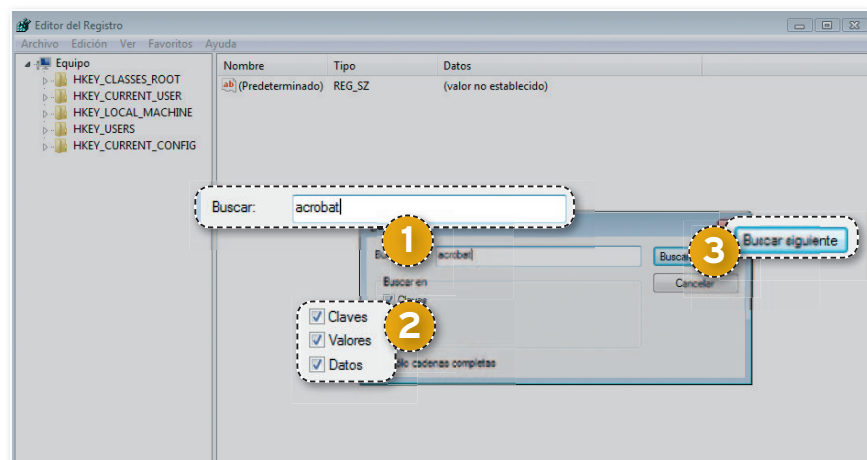 Editor del Registro
Archivo Edición Ver Favoritos Ayuda
Equipo
HKEY_CLASSES_ROOT
HKEY_CURRENT_USER
HKEY_LOCAL_MACHINE
HKEY_USERS
HKEY_CURRENT_CONFIG
Nombre Tipo Datos
ab (Predeterminado) REG_SZ (valor no establecido)
Buscar: acrobat
1
3
Buscar siguiente
acrobat
Buscar en
Cancelar
Claves
2
Claves
Valores
Datos
cadenas completas